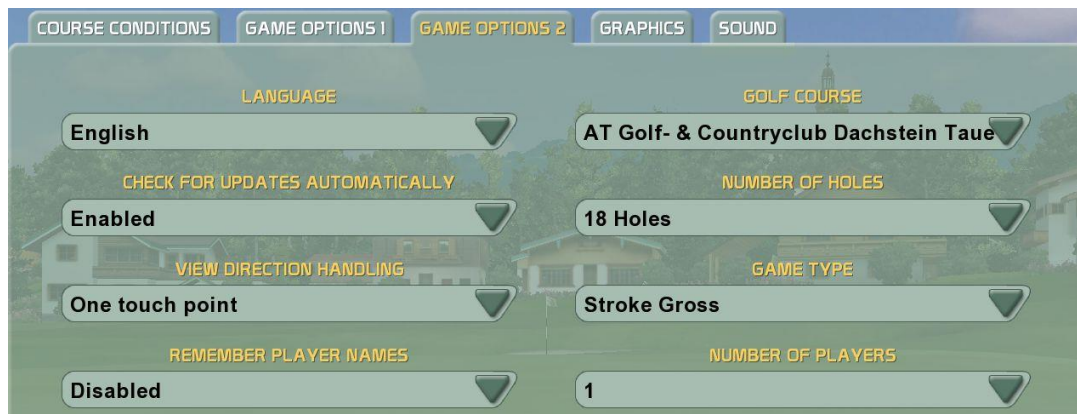 COURSE CONDITIONS GAME OPTIONS 1 GAME OPTIONS 2 GRAPHICS SOUND
LANGUAGE
English
CHECK FOR UPDATES AUTOMATICALLY
Enabled
VIEW DIRECTION HANDLING
One touch point
REMEMBER PLAYER NAMES
Disabled
GOLF COURSE
AT Golf- & Countryclub Dachstein Taue
NUMBER OF HOLES
18 Holes
GAME TYPE
Stroke Gross
NUMBER OF PLAYERS
1